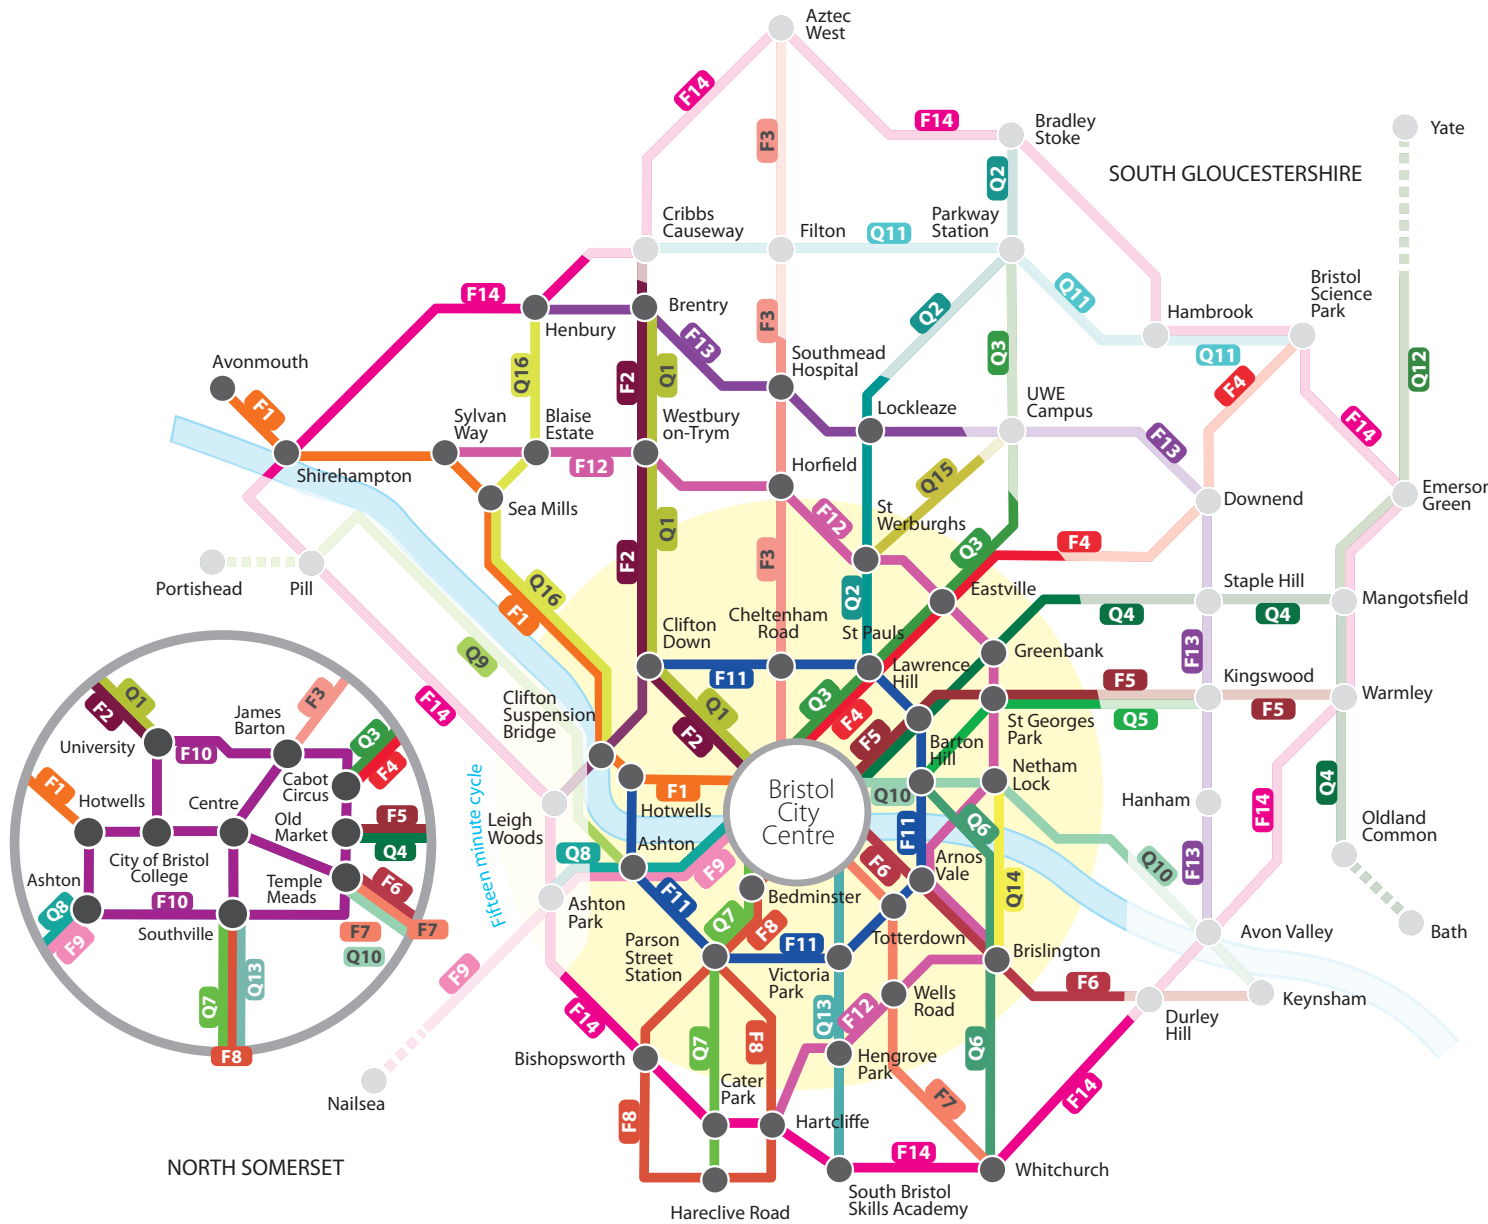 Aztec
West
F14
F3
F14
Bradley
Stoke
Yate
SOUTH GLOUCESTERSHIRE
Q2
Cribbs
Causeway
Filton
Q11
Parkway
Station
F14
Henbury
Brentry
F13
F3
Q2
Q11
Hambrook
Bristol
Science
Park
Q11
Q3
F4
Q12
Avonmouth
F1
Q16
F2
Q1
Southmead
Hospital
Sylvan
Way
Blaise
Estate
Westbury
on-Trym
Lockleaze
UWE
Campus
F13
F14
Shirehampton
F12
Horfield
Q15
Sea Mills
F12
St
Werburghs
Downend
Emerson
Green
Q1
F2
F3
Q3
F4
Portishead
Pill
Q16
F1
Q2
Eastville
Staple Hill
Q4
Q4
Mangotsfield
Cheltenham
Road
Clifton
Down
St Pauls
Greenbank
F13
Q9
F11
Lawrence
Hill
F5
Kingswood
F5
Warmley
F14
Clifton
Suspension
Bridge
Q1
F2
Q3
F4
F5
Q5
St Georges
Park
Barton
Hill
Netham
Lock
Fifteen minute cycle
Hotwells
F1
Bristol
City
Centre
Q10
Hanham
F14
Q4
Oldland
Common
Leigh
Woods
Ashton
Q8
F9
F11
Q6
F6
Arnos
Vale
Q14
Q10
F13
Ashton
Park
F11
Bedminster
Q7
F8
Totterdown
Avon Valley
Bath
Parson
Street
Station
F11
Victoria
Park
Brislington
F9
F14
Q13
F12
Wells
Road
F6
Durley
Hill
Keynsham
Bishopsworth
Q7
F8
Hengrove
Park
Q6
Nailsea
Cater
Park
F7
F14
F8
Hartcliffe
F14
Whitchurch
NORTH SOMERSET
Hareclive Road
South Bristol
Skills Academy
Q1
F2
University
F10
James
Barton
F3
Q3
F4
Cabot
Circus
F1
Hotwells
Centre
Old
Market
F5
Q4
City of Bristol
College
Ashton
Temple
Meads
F6
Q8
F9
F10
Southville
F7
F7
Q10
Q7
Q13
F8